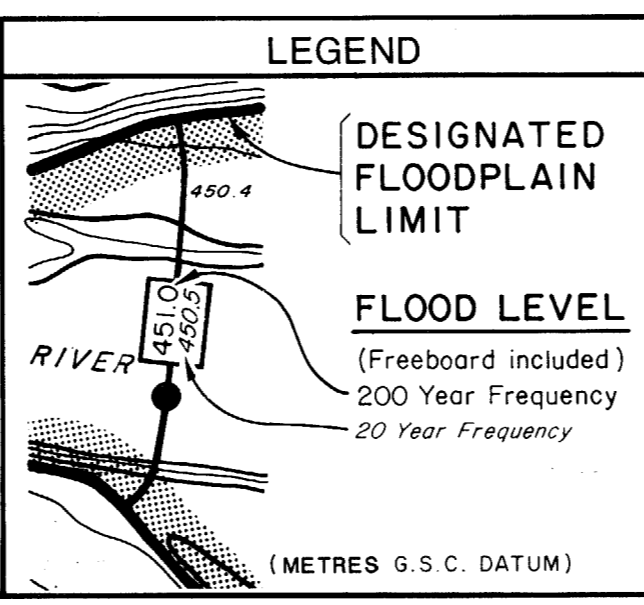 LEGEND
DESIGNATED
FLOODPLAIN
LIMIT
450.4
451.0
450.5
FLOOD LEVEL
(Freeboard included)
200 Year Frequency
20 Year Frequency
RIVER
(METRES G.S.C. DATUM)